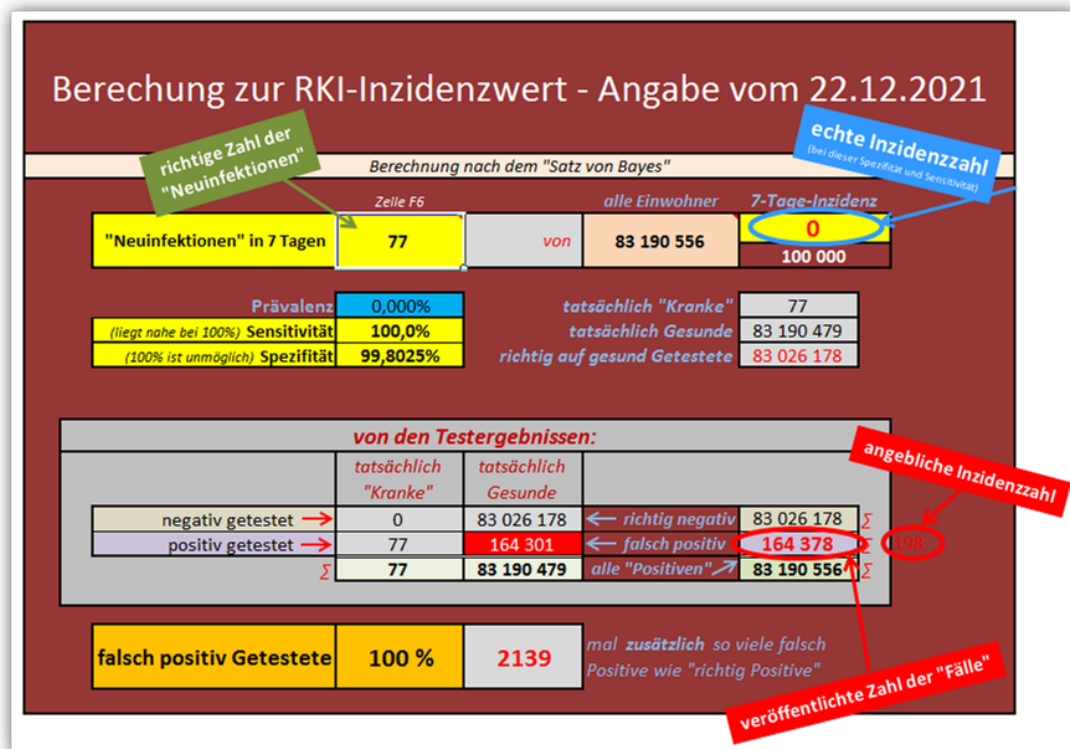 Berechung zur RKI-Inzidenzwert - Angabe vom 22.12.2021
richtige Zahl der
"Neuinfektionen"
echte Inzidenzzahl
(bei dieser Spezifität und Sensitivität)
Berechnung nach dem "Satz von Bayes"
Zelle F6
alle Einwohner
7-Tage-Inzidenz
"Neuinfektionen" in 7 Tagen
77
von
83 190 556
0
100 000
Prävalenz 0,000%
(liegt nahe bei 100%) Sensitivität 100,0%
(100% ist unmöglich) Spezifität 99,8025%
tatsächlich "Kranke" 77
tatsächlich Gesunde 83 190 479
richtig auf gesund Getestete 83 026 178
von den Testergebnissen:
angebliche Inzidenzzahl
tatsächlich
"Kranke"
tatsächlich
Gesunde
negativ getestet → 0 83 026 178 ← richtig negativ 83 026 178 Σ
positiv getestet → 77 164 301 ← falsch positiv 164 378 Σ 198
Σ 77 83 190 479 alle "Positiven" 83 190 556 Σ
falsch positiv Getestete 100 % 2139
mal zusätzlich so viele falsch
Positive wie "richtig Positive"
veröffentlichte Zahl der "Fälle"